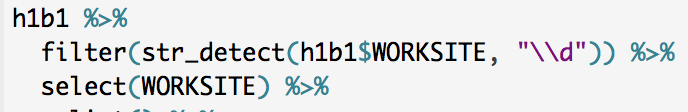 h1b1 %>%
filter(str_detect(h1b1$WORKSITE, "\\d")) %>%
select(WORKSITE) %>%